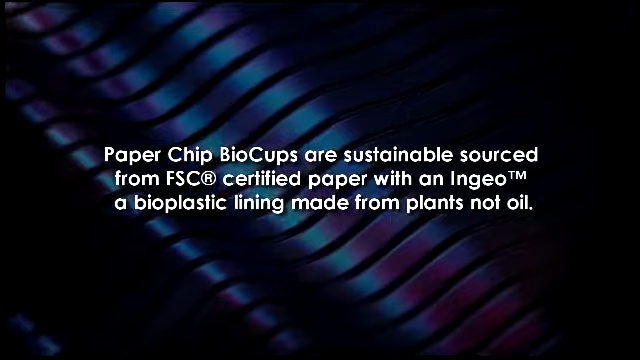 Paper Chip BioCups are sustainable sourced
from FSC® certified paper with an Ingeo™
a bioplastic lining made from plants not oil.